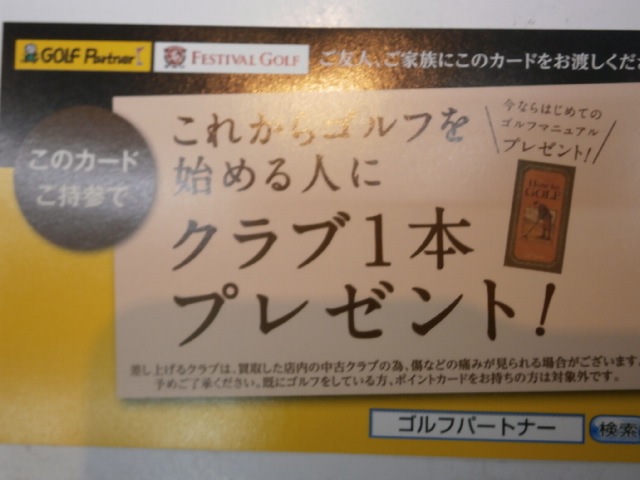 GOLF Partner
FESTIVAL GOLF
ご友人、ご家族にこのカードをお渡しくだ
このカード
ご持参で
これからゴルフを
始める人に
クラブ1本
プレゼント!
今ならはじめての
ゴルフマニュアル
プレゼント!
How to
GOLF
差し上げるクラブは、買取した店内の中古クラブの為、傷などの痛みが見られる場合がございます。
予めご了承ください。既にゴルフをしている方、ポイントカードをお持ちの方は対象外です。
ゴルフパートナー
検索